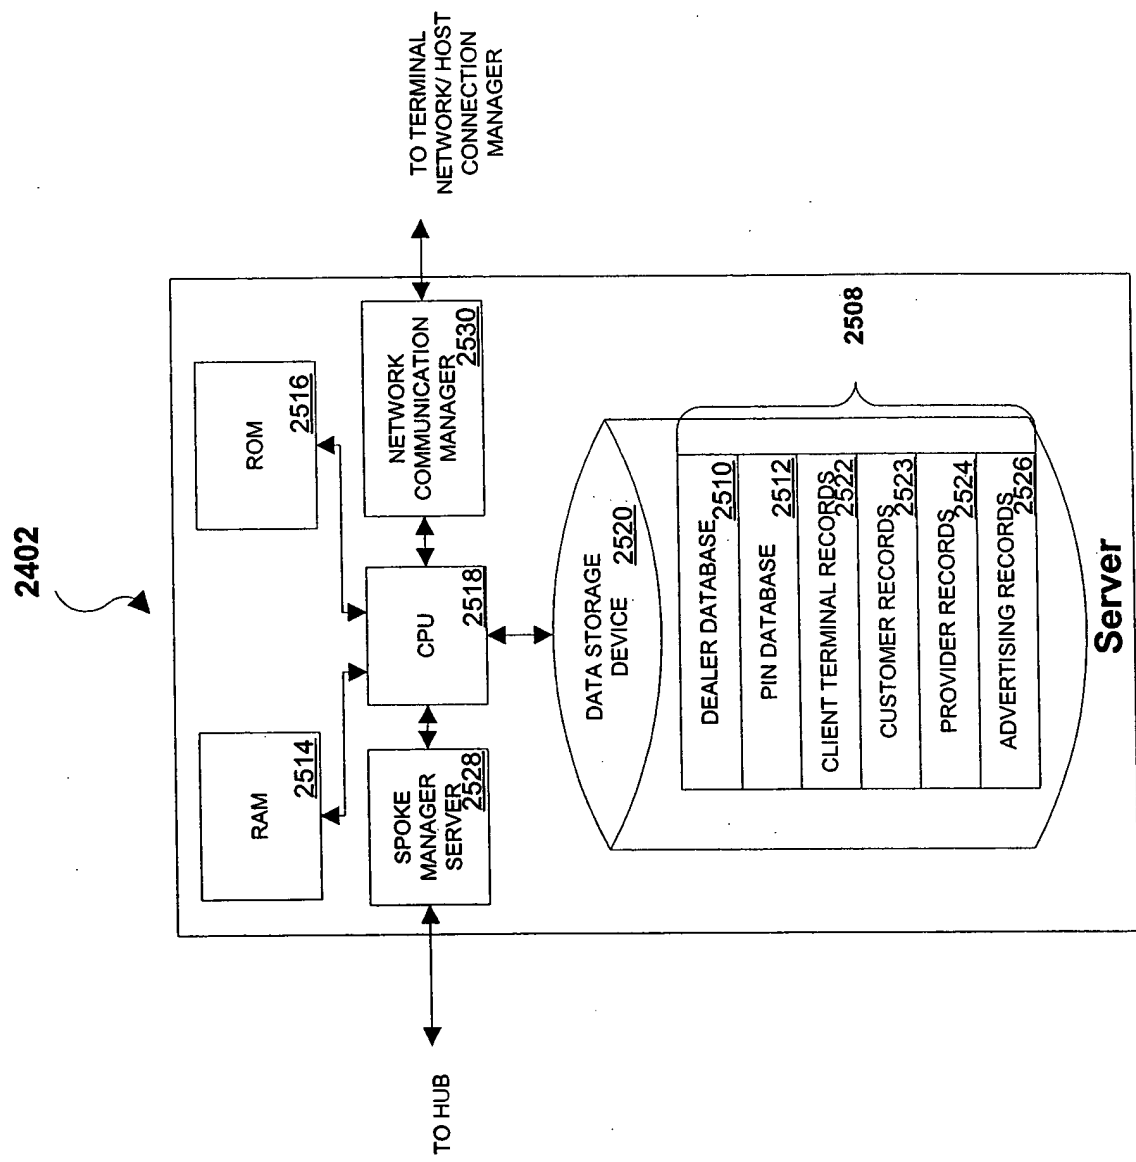 2402
RAM
2514
ROM
2516
TO HUB
SPOKE
MANAGER
SERVER
2528
CPU
2518
NETWORK
COMMUNICATION
MANAGER
2530
TO TERMINAL
NETWORK/ HOST
CONNECTION
MANAGER
DATA STORAGE
DEVICE
2520
DEALER DATABASE
2510
PIN DATABASE
2512
CLIENT TERMINAL RECORDS
2522
CUSTOMER RECORDS
2523
PROVIDER RECORDS
2524
ADVERTISING RECORDS
2526
2508
Server